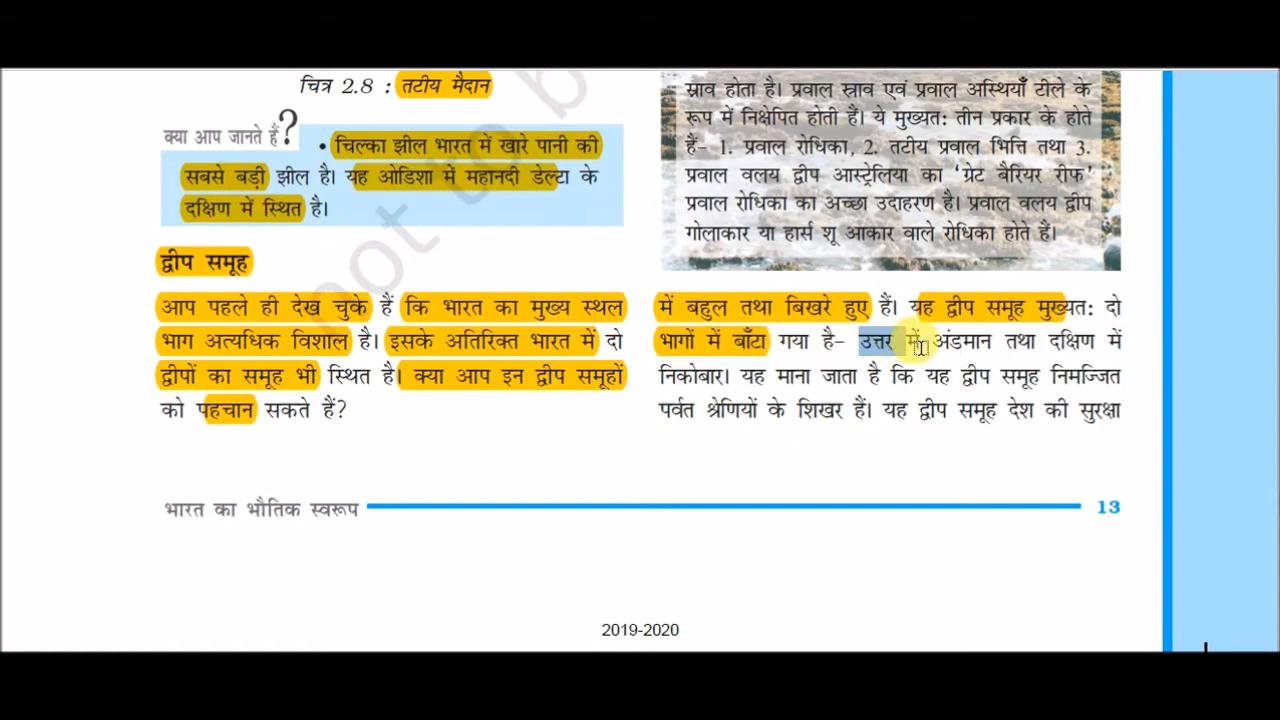 चित्र 2.8 : तटीय मैदान
क्या आप जानते हैं?
• चिल्का झील भारत में खारे पानी की
सबसे बड़ी झील है। यह ओडिशा में महानदी डेल्टा के
दक्षिण में स्थित है।
द्वीप समूह
आप पहले ही देख चुके हैं कि भारत का मुख्य स्थल
भाग अत्यधिक विशाल है। इसके अतिरिक्त भारत में दो
द्वीपों का समूह भी स्थित है। क्या आप इन द्वीप समूहों
को पहचान सकते हैं?
स्राव होता है। प्रवाल स्राव एवं प्रवाल अस्थियाँ टीले के
रूप में निक्षेपित होती हैं। ये मुख्यत: तीन प्रकार के होते
हैं- 1. प्रवाल रोधिका, 2. तटीय प्रवाल भित्ति तथा 3.
प्रवाल वलय द्वीप आस्ट्रेलिया का ‘ग्रेट बैरियर रीफ’
प्रवाल रोधिका का अच्छा उदाहरण है। प्रवाल वलय द्वीप
गोलाकार या हार्स शू आकार वाले रोधिका होते हैं।
में बहुल तथा बिखरे हुए हैं। यह द्वीप समूह मुख्यत: दो
भागों में बाँटा गया है- उत्तर में अंडमान तथा दक्षिण में
निकोबार। यह माना जाता है कि यह द्वीप समूह निमज्जित
पर्वत श्रेणियों के शिखर हैं। यह द्वीप समूह देश की सुरक्षा
भारत का भौतिक स्वरूप
13
2019-2020
not to b